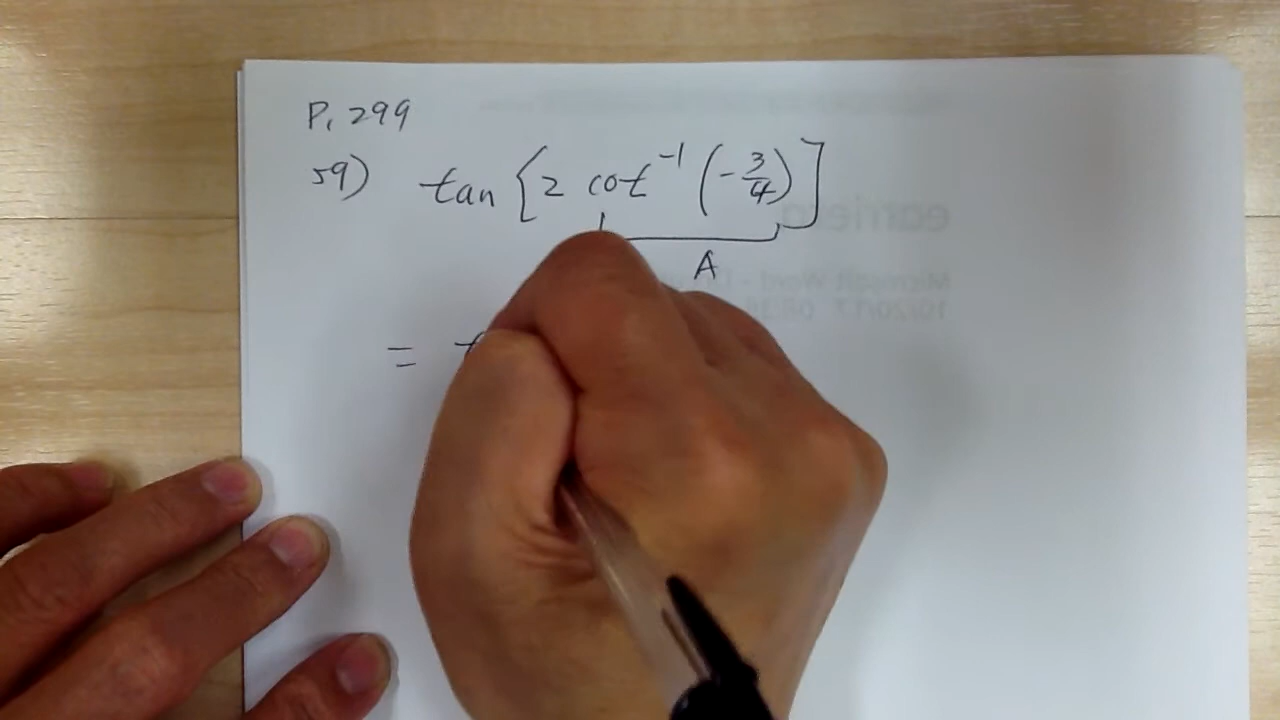 P. 299
59) tan [2 cot⁻¹ (-3/4)]
A
=